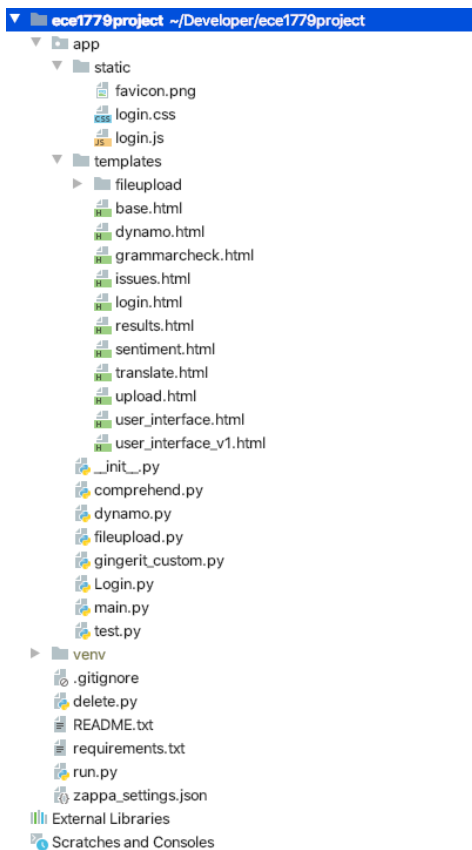 ece1779project ~/Developer/ece1779project
app
static
favicon.png
CSS login.css
JS login.js
templates
fileupload
H base.html
H dynamo.html
H grammarcheck.html
H issues.html
H login.html
H results.html
H sentiment.html
H translate.html
H upload.html
H user_interface.html
H user_interface_v1.html
__init__.py
comprehend.py
dynamo.py
fileupload.py
gingerit_custom.py
Login.py
main.py
test.py
venv
.gitignore
delete.py
README.txt
requirements.txt
run.py
zappa_settings.json
External Libraries
Scratches and Consoles